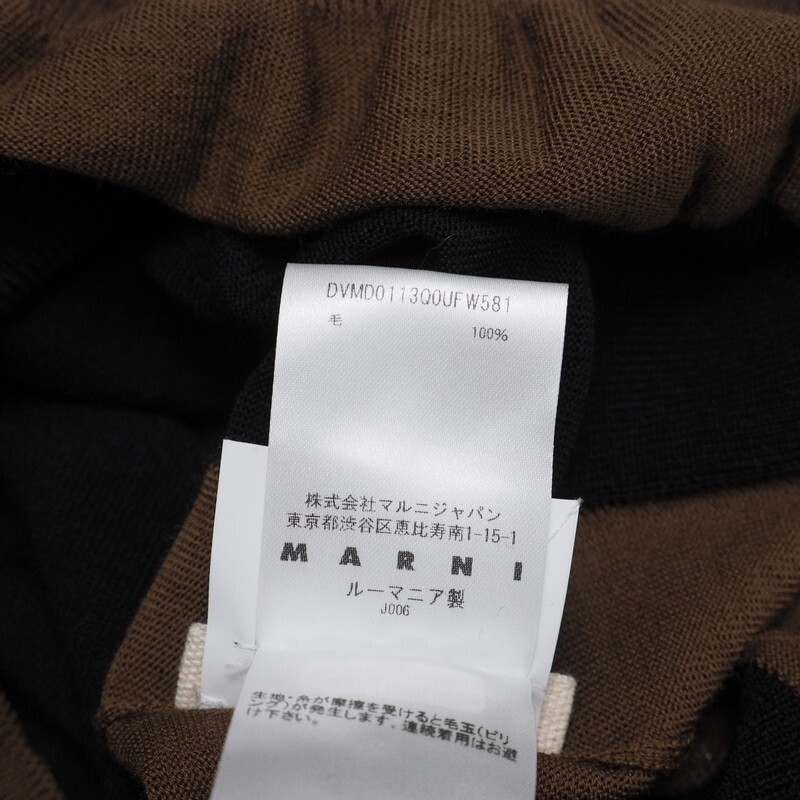 DVMD0113Q0UFW581
毛 100%
株式会社マルニジャパン
東京都渋谷区恵比寿南1-15-1
MARNI
ルーマニア製
J006
生地・糸が摩擦を受けると毛玉(ピリ
ング)が発生します。連続着用はお避
け下さい。